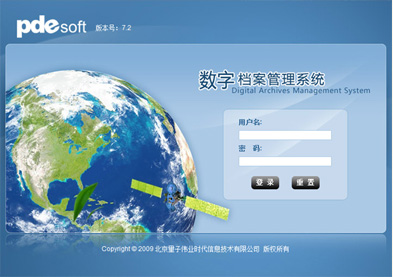 pdesoft 版本号：7.2
数字档案管理系统
Digital Archives Management System
用户名:
密 码:
登 录 重 置
Copyright © 2009 北京量子伟业时代信息技术有限公司 版权所有